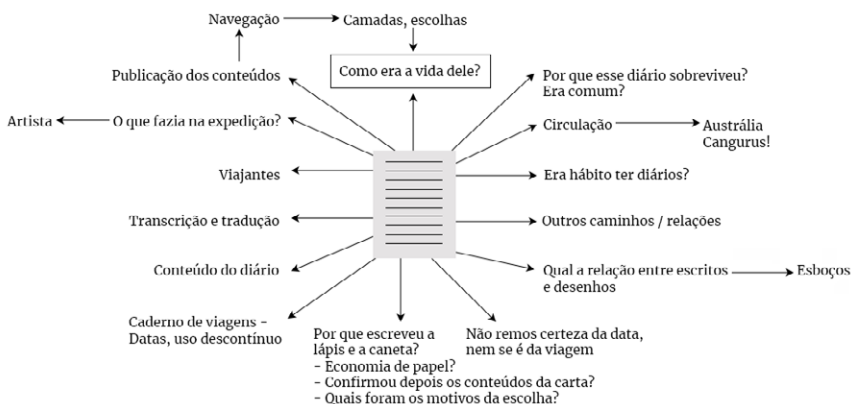 Navegação
Camadas, escolhas
Publicação dos conteúdos
Como era a vida dele?
Por que esse diário sobreviveu?
Era comum?
Artista
O que fazia na expedição?
Circulação
Austrália
Cangurus!
Viajantes
Era hábito ter diários?
Transcrição e tradução
Outros caminhos / relações
Conteúdo do diário
Qual a relação entre escritos
e desenhos
Esboços
Caderno de viagens -
Datas, uso descontínuo
Por que escreveu a
lápis e a caneta?
- Economia de papel?
- Confirmou depois os conteúdos da carta?
- Quais foram os motivos da escolha?
Não remos certeza da data,
nem se é da viagem